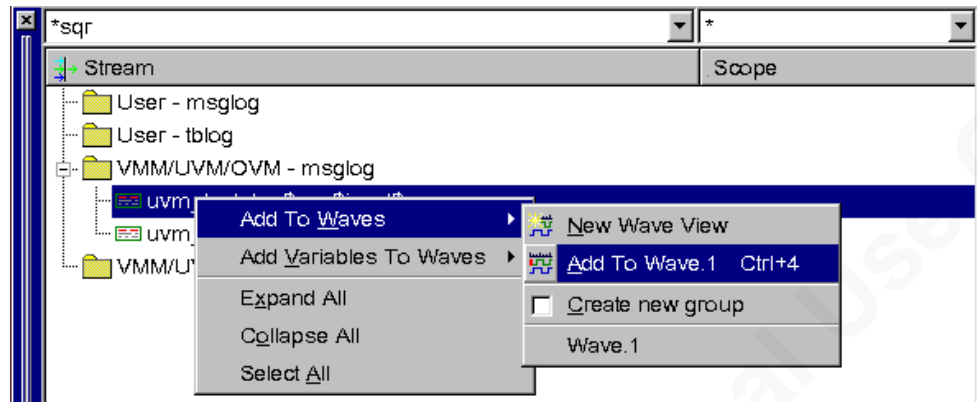 *sqr *
Stream Scope
User - msglog
User - tblog
VMM/UVM/OVM - msglog
uvm_
Add To Waves
New Wave View
uvm_
Add Variables To Waves
Add To Wave.1 Ctrl+4
Expand All
Create new group
Collapse All
Wave.1
Select All